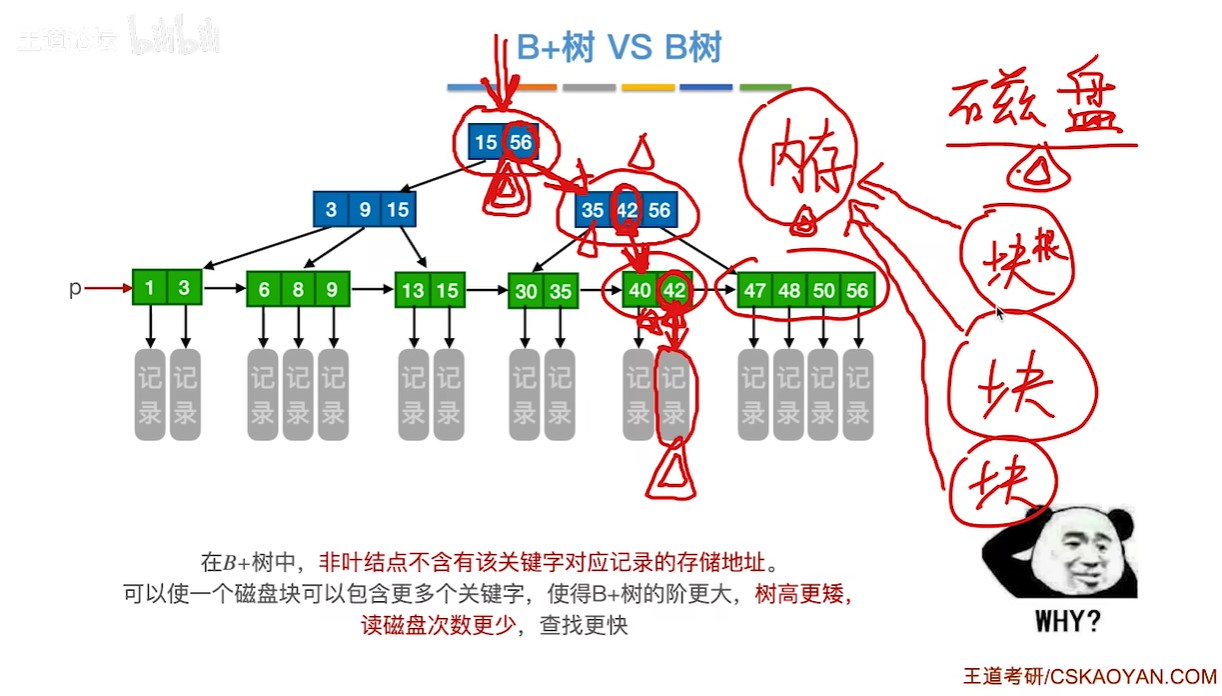 王道论坛 bilibili
B+树 VS B树
磁盘
内存
15 56
3 9 15
35 42 56
块根
p
1 3
6 8 9
13 15
30 35
40 42
47 48 50 56
记录 记录 记录 记录 记录 记录 记录 记录 记录 记录 记录 记录 记录 记录 记录
块
块
在B+树中，非叶结点不含有该关键字对应记录的存储地址。
可以使一个磁盘块可以包含更多个关键字，使得B+树的阶更大，树高更矮，
读磁盘次数更少，查找更快
WHY?
王道考研/CSKAOYAN.COM